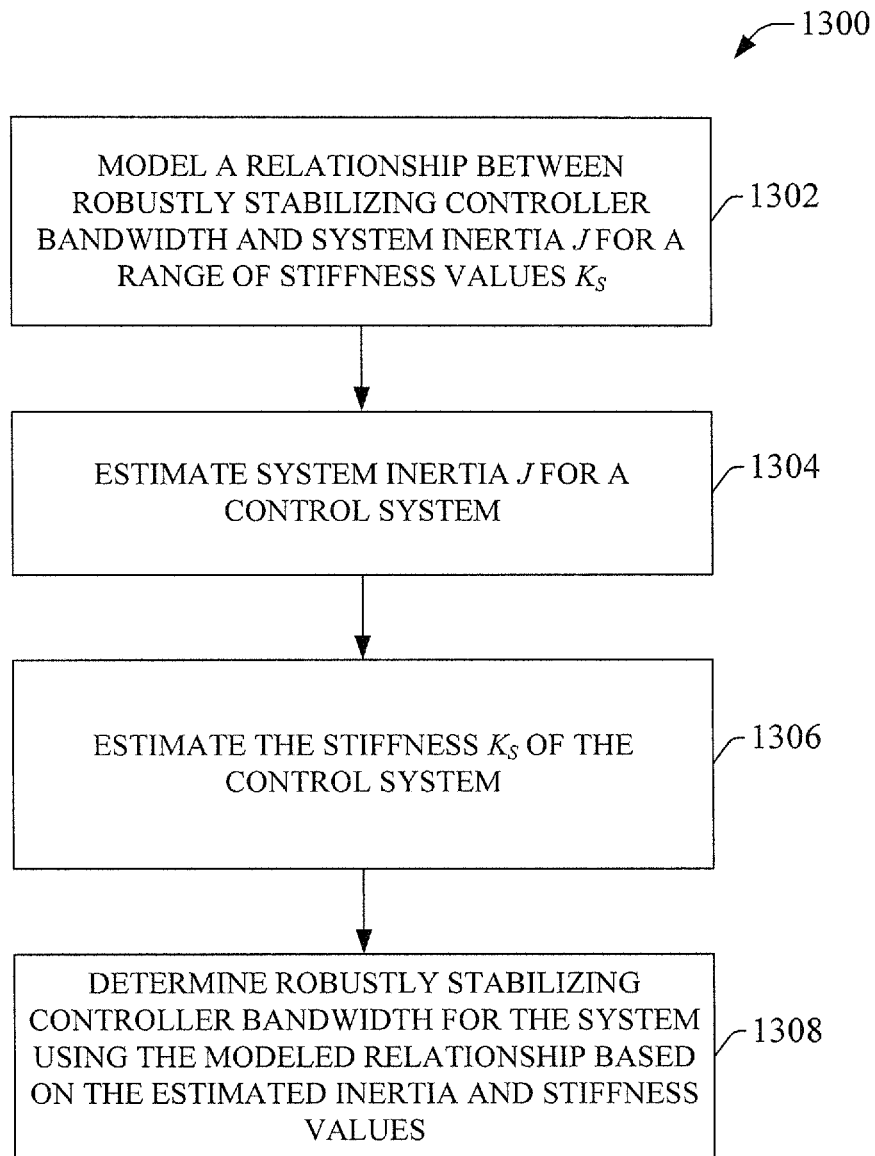 1300
MODEL A RELATIONSHIP BETWEEN
ROBUSTLY STABILIZING CONTROLLER
BANDWIDTH AND SYSTEM INERTIA J FOR A
RANGE OF STIFFNESS VALUES KS
1302
ESTIMATE SYSTEM INERTIA J FOR A
CONTROL SYSTEM
1304
ESTIMATE THE STIFFNESS KS OF THE
CONTROL SYSTEM
1306
DETERMINE ROBUSTLY STABILIZING
CONTROLLER BANDWIDTH FOR THE SYSTEM
USING THE MODELED RELATIONSHIP BASED
ON THE ESTIMATED INERTIA AND STIFFNESS
VALUES
1308